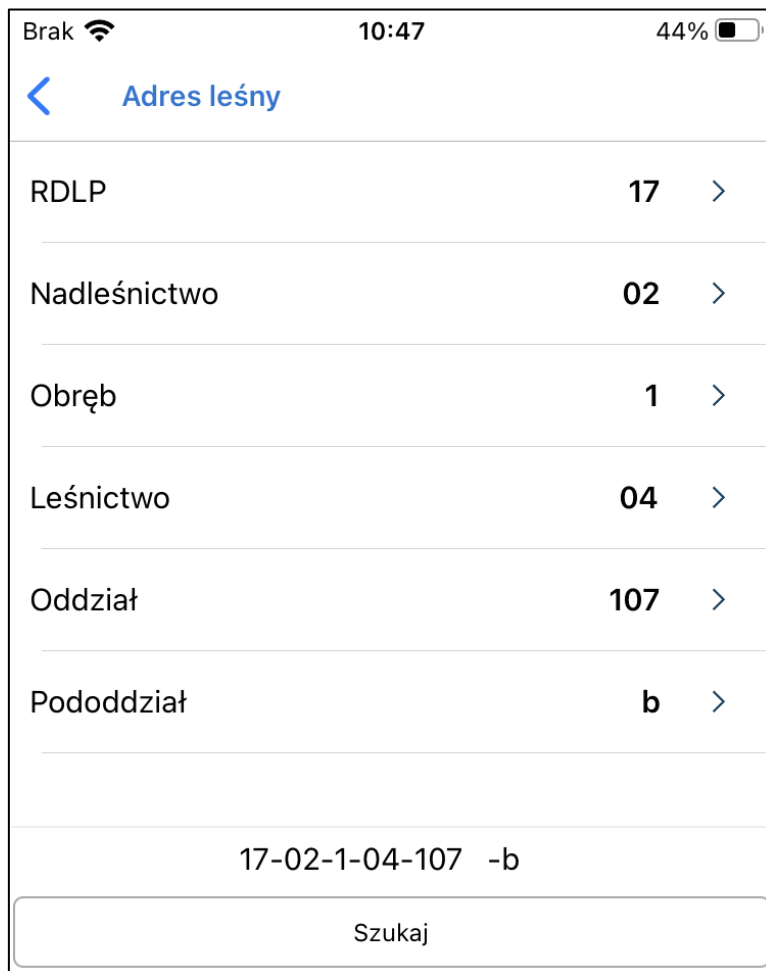 Brak 10:47 44%
Adres leśny
RDLP 17
Nadleśnictwo 02
Obręb 1
Leśnictwo 04
Oddział 107
Pododdział b
17-02-1-04-107 -b
Szukaj